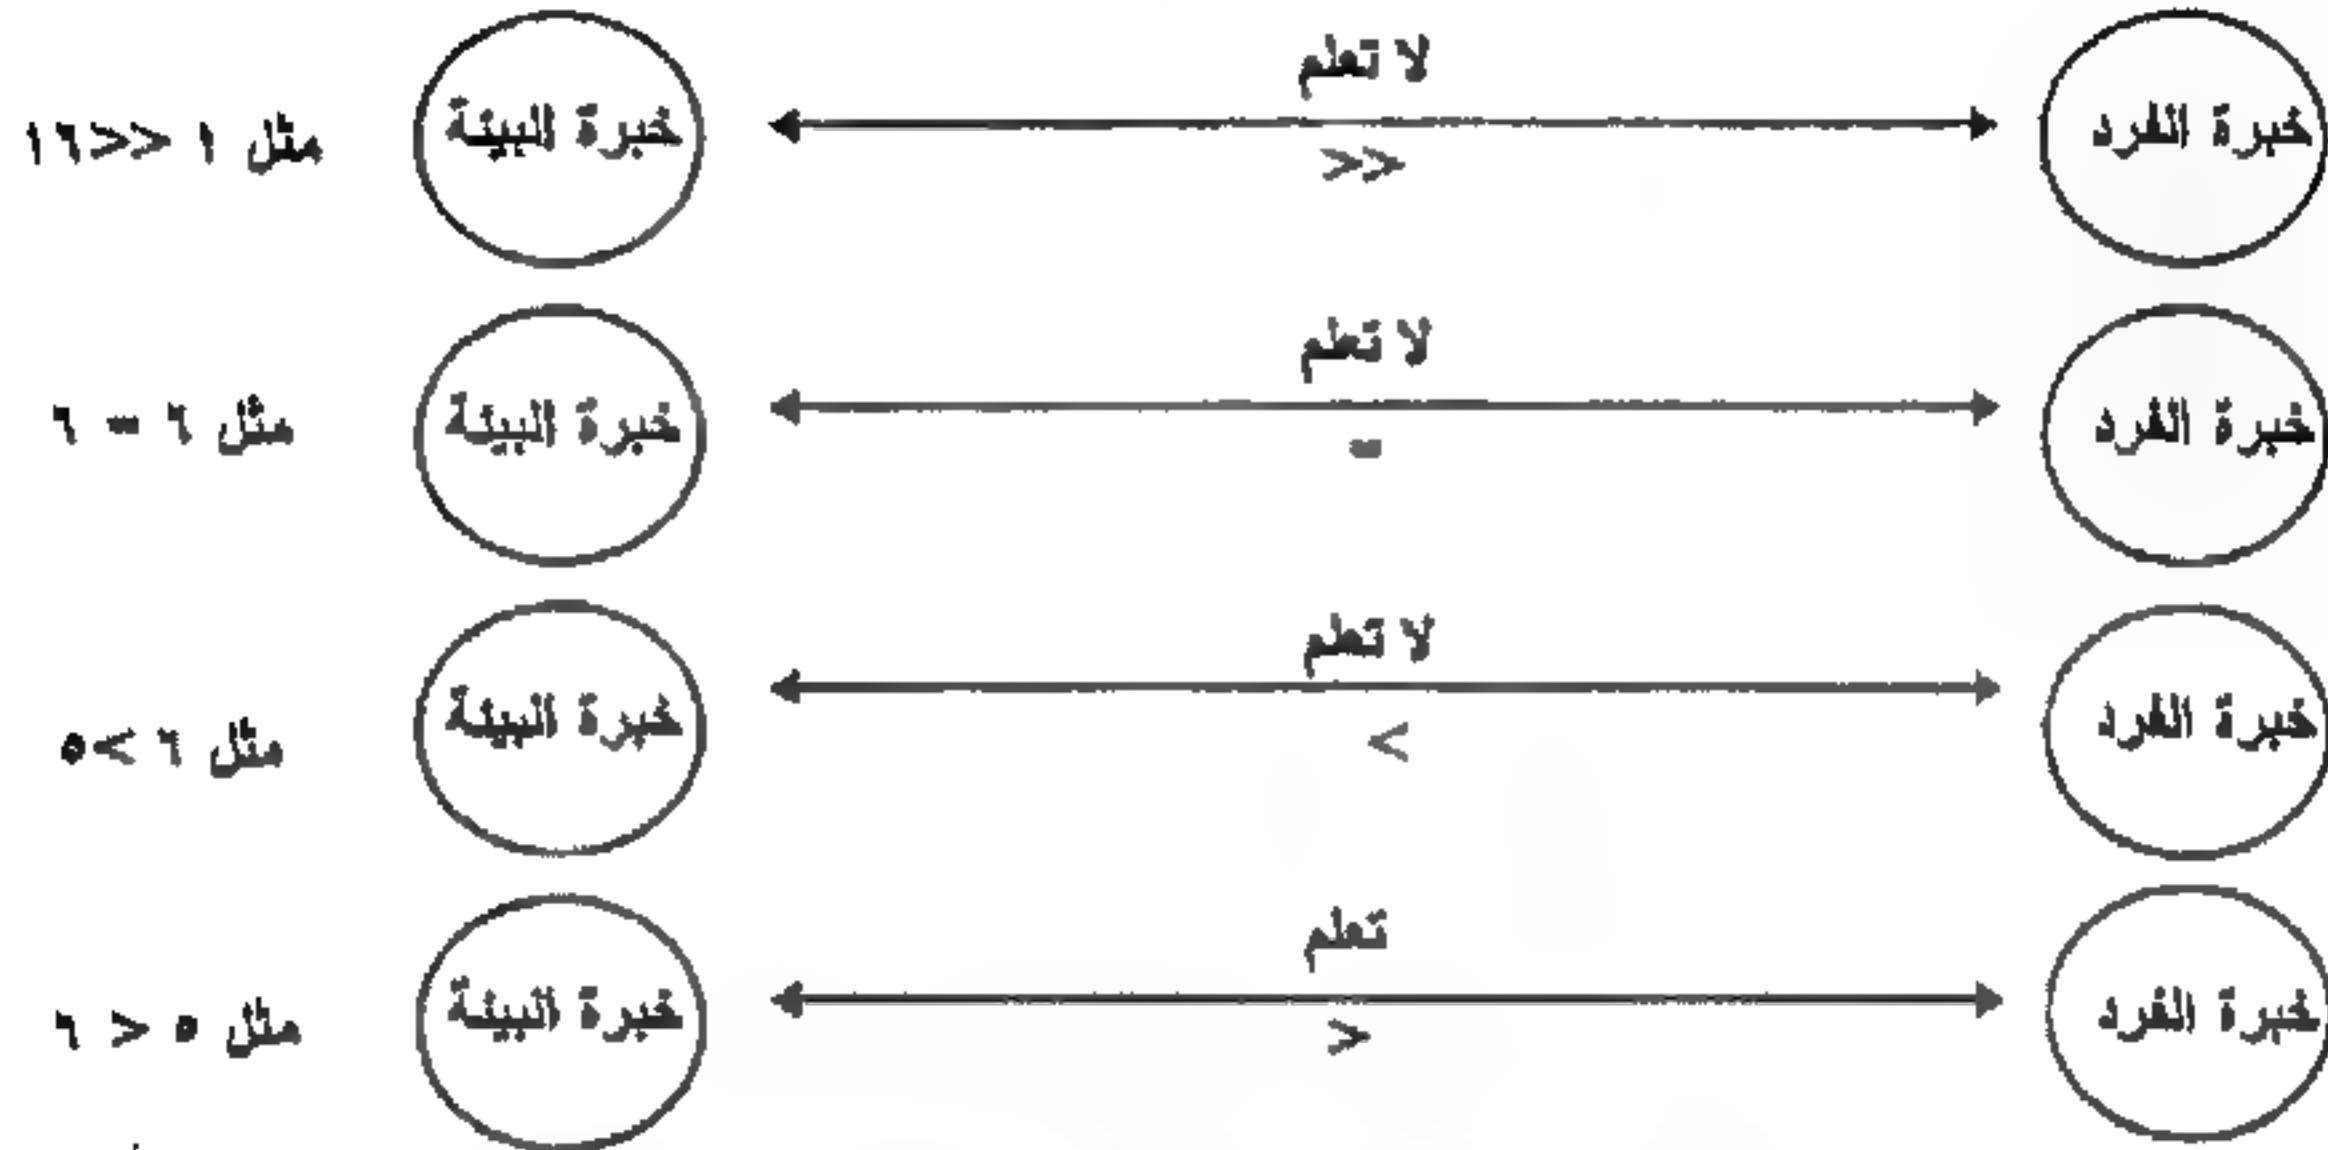 خبرة الفرد
لا تعلم
>>
خبرة البيئة
مثل ١ <<١٦
خبرة الفرد
لا تعلم
=
خبرة البيئة
مثل ٦ = ٦
خبرة الفرد
لا تعلم
<
خبرة البيئة
مثل ٦ >٥
خبرة الفرد
تعلم
>
خبرة البيئة
مثل ٥ < ٦